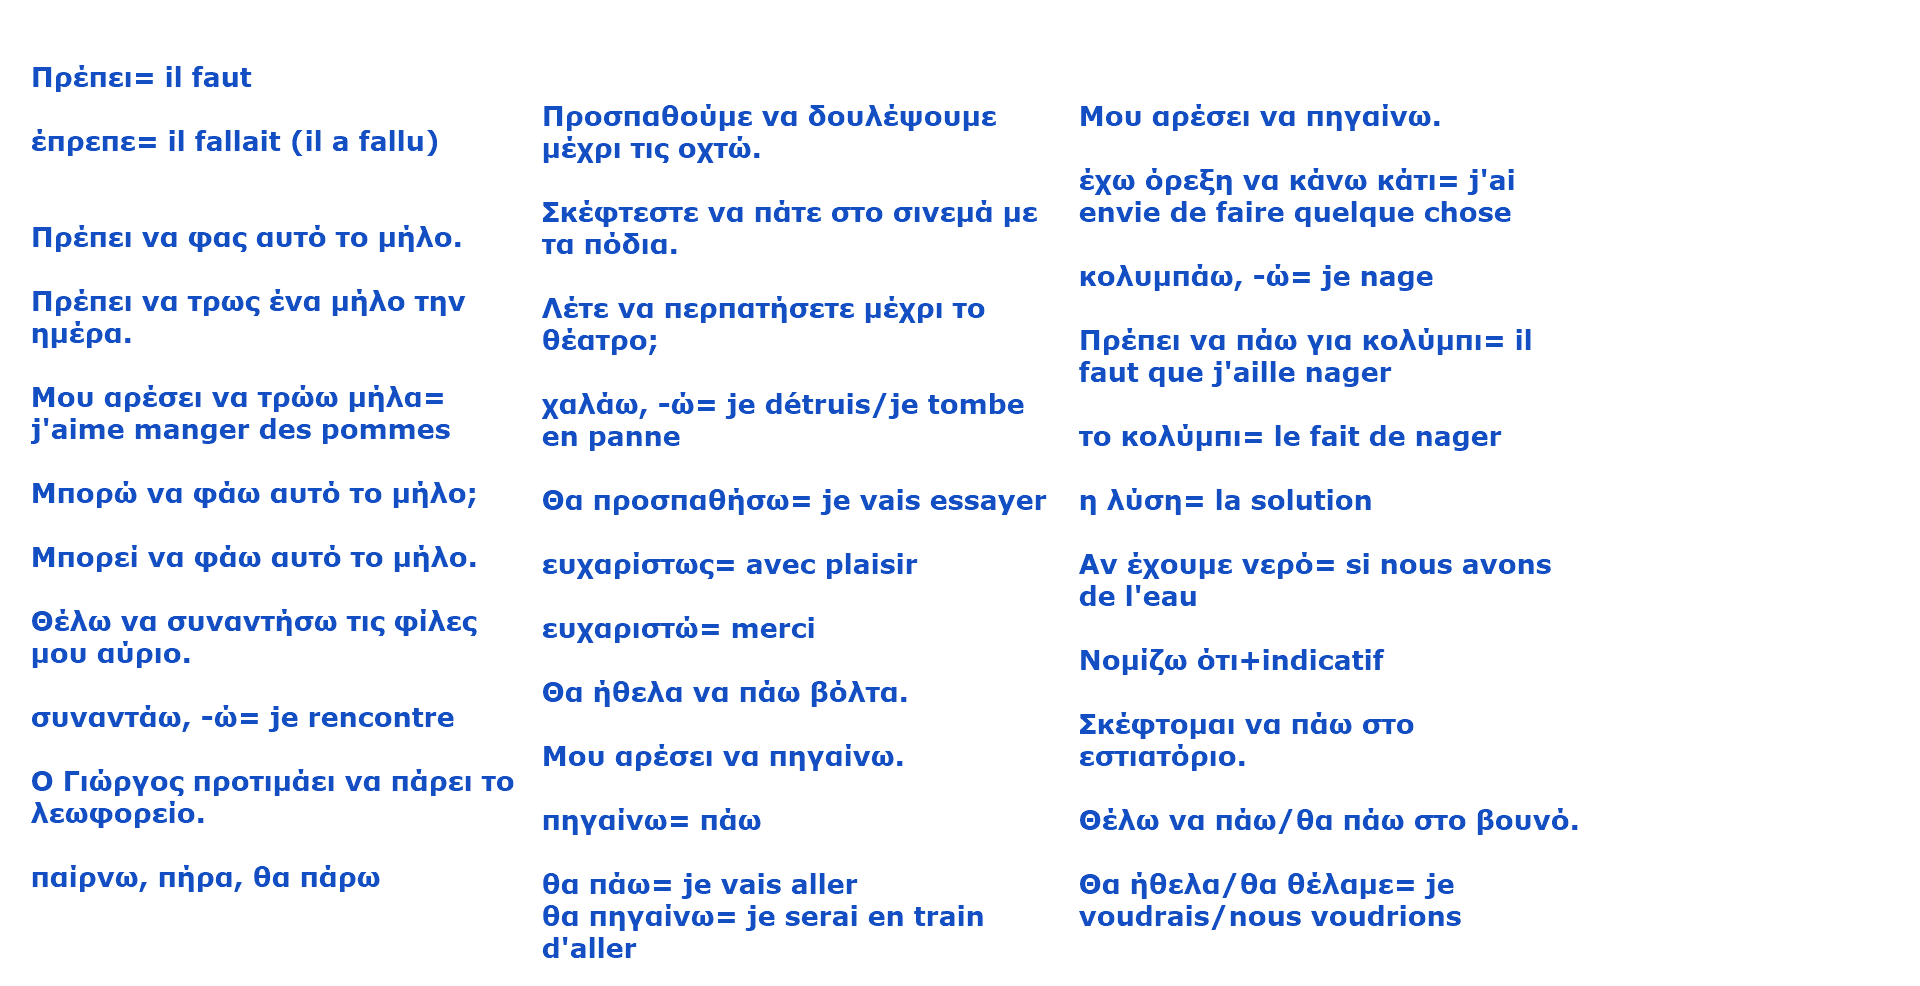 Πρέπει= il faut
έπρεπε= il fallait (il a fallu)
Πρέπει να φας αυτό το μήλο.
Πρέπει να τρως ένα μήλο την
ημέρα.
Μου αρέσει να τρώω μήλα=
j'aime manger des pommes
Μπορώ να φάω αυτό το μήλο;
Μπορεί να φάω αυτό το μήλο.
Θέλω να συναντήσω τις φίλες
μου αύριο.
συναντάω, -ώ= je rencontre
Ο Γιώργος προτιμάει να πάρει το
λεωφορείο.
παίρνω, πήρα, θα πάρω
Προσπαθούμε να δουλέψουμε
μέχρι τις οχτώ.
Σκέφτεστε να πάτε στο σινεμά με
τα πόδια.
Λέτε να περπατήσετε μέχρι το
θέατρο;
χαλάω, -ώ= je détruis/je tombe
en panne
Θα προσπαθήσω= je vais essayer
ευχαρίστως= avec plaisir
ευχαριστώ= merci
Θα ήθελα να πάω βόλτα.
Μου αρέσει να πηγαίνω.
πηγαίνω= πάω
θα πάω= je vais aller
θα πηγαίνω= je serai en train
d'aller
Μου αρέσει να πηγαίνω.
έχω όρεξη να κάνω κάτι= j'ai
envie de faire quelque chose
κολυμπάω, -ώ= je nage
Πρέπει να πάω για κολύμπι= il
faut que j'aille nager
το κολύμπι= le fait de nager
η λύση= la solution
Αν έχουμε νερό= si nous avons
de l'eau
Νομίζω ότι+indicatif
Σκέφτομαι να πάω στο
εστιατόριο.
Θέλω να πάω/θα πάω στο βουνό.
Θα ήθελα/θα θέλαμε= je
voudrais/nous voudrions